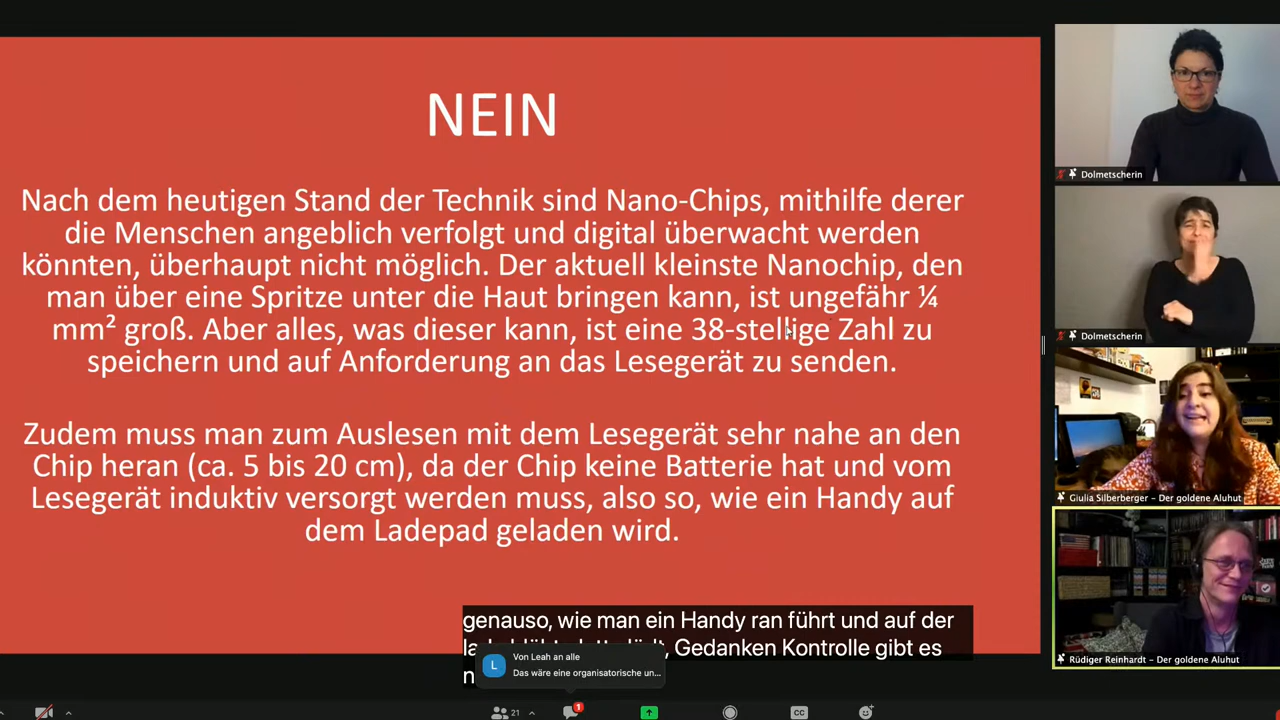 NEIN
Nach dem heutigen Stand der Technik sind Nano-Chips, mithilfe derer
die Menschen angeblich verfolgt und digital überwacht werden
könnten, überhaupt nicht möglich. Der aktuell kleinste Nanochip, den
man über eine Spritze unter die Haut bringen kann, ist ungefähr ¼
mm² groß. Aber alles, was dieser kann, ist eine 38-stellige Zahl zu
speichern und auf Anforderung an das Lesegerät zu senden.
Zudem muss man zum Auslesen mit dem Lesegerät sehr nahe an den
Chip heran (ca. 5 bis 20 cm), da der Chip keine Batterie hat und vom
Lesegerät induktiv versorgt werden muss, also so, wie ein Handy auf
dem Ladepad geladen wird.
genauso, wie man ein Handy ran führt und auf der
, Gedanken Kontrolle gibt es
L
Von Leah an alle
Das wäre eine organisatorische un...
21
1
CC
Dolmetscherin
Dolmetscherin
Giulia Silberberger – Der goldene Aluhut
Rüdiger Reinhardt – Der goldene Aluhut